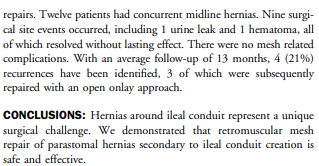 repairs. Twelve patients had concurrent midline hernias. Nine surgi-
cal site events occurred, including 1 urine leak and 1 hematoma, all
of which resolved without lasting effect. There were no mesh related
complications. With an average follow-up of 13 months, 4 (21%)
recurrences have been identified, 3 of which were subsequently
repaired with an open onlay approach.
CONCLUSIONS: Hernias around ileal conduit represent a unique
surgical challenge. We demonstrated that retromuscular mesh
repair of parastomal hernias secondary to ileal conduit creation is
safe and effective.